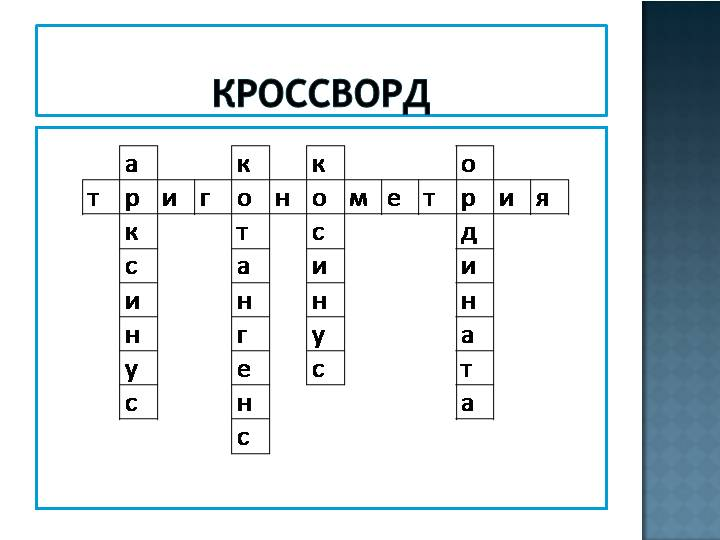 КРОССВОРД
а к к о
т р и г о н о м е т р и я
к т с д
с а и и
и н н н
н г у а
у е с т
с н а
с